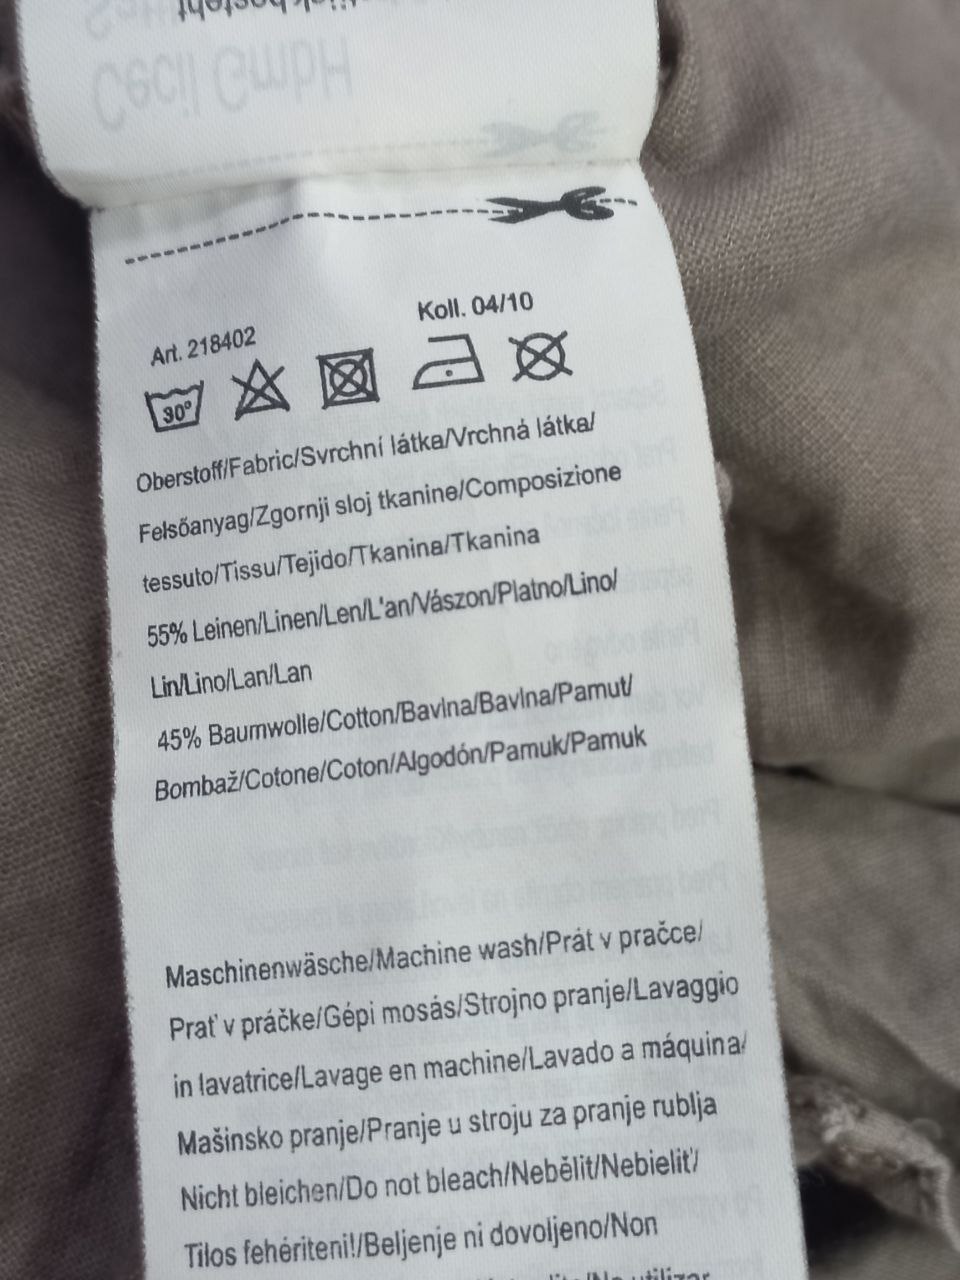 Cecil GmbH
Art. 218402
Koll. 04/10
30°
Oberstoff/Fabric/Svrchní látka/Vrchná látka/
Felsőanyag/Zgornji sloj tkanine/Composizione
tessuto/Tissu/Tejido/Tkanina/Tkanina
55% Leinen/Linen/Len/L'an/Vászon/Platno/Lino/
Lin/Lino/Lan/Lan
45% Baumwolle/Cotton/Bavlna/Bavlna/Pamut/
Bombaž/Cotone/Coton/Algodón/Pamuk/Pamuk
Maschinenwäsche/Machine wash/Prát v pračce/
Prať v práčke/Gépi mosás/Strojno pranje/Lavaggio
in lavatrice/Lavage en machine/Lavado a máquina/
Mašinsko pranje/Pranje u stroju za pranje rublja
Nicht bleichen/Do not bleach/Nebělit/Nebieliť/
Tilos fehériteni!/Beljenje ni dovoljeno/Non
utilizar